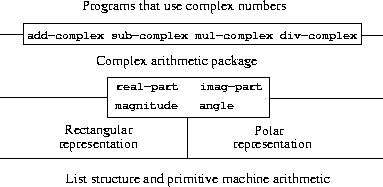 Programs that use complex numbers
add-complex sub-complex mul-complex div-complex
Complex arithmetic package
real-part imag-part
magnitude angle
Rectangular
representation
Polar
representation
List structure and primitive machine arithmetic